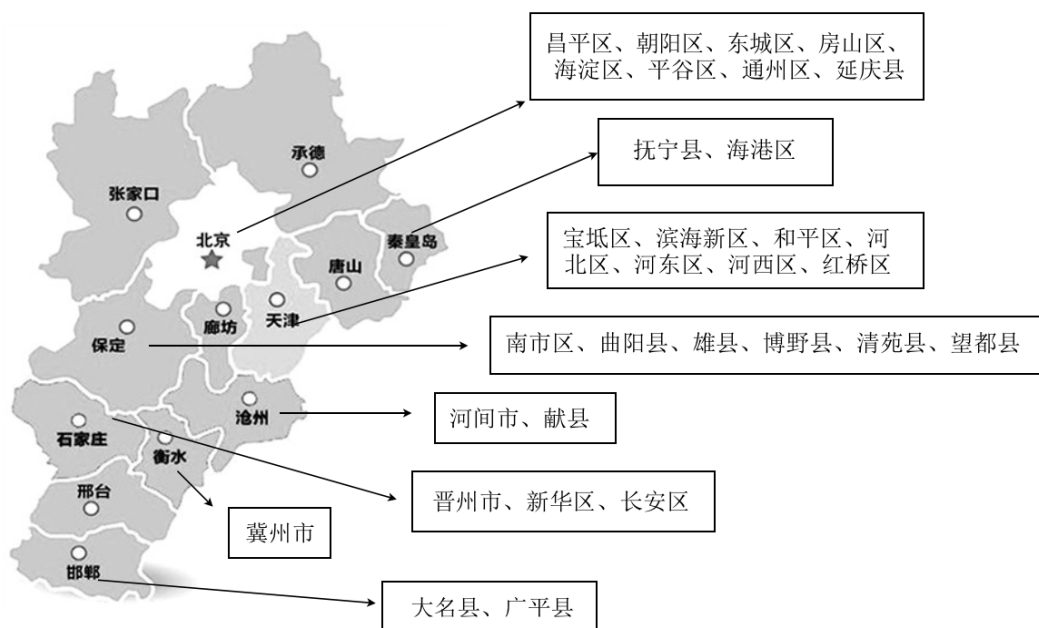 昌平区、朝阳区、东城区、房山区、
海淀区、平谷区、通州区、延庆县
承德
抚宁县、海港区
张家口
北京
秦皇岛
宝坻区、滨海新区、和平区、河
北区、河东区、河西区、红桥区
唐山
天津
廊坊
保定
南市区、曲阳县、雄县、博野县、清苑县、望都县
沧州
河间市、献县
石家庄
衡水
邢台
晋州市、新华区、长安区
冀州市
邯郸
大名县、广平县